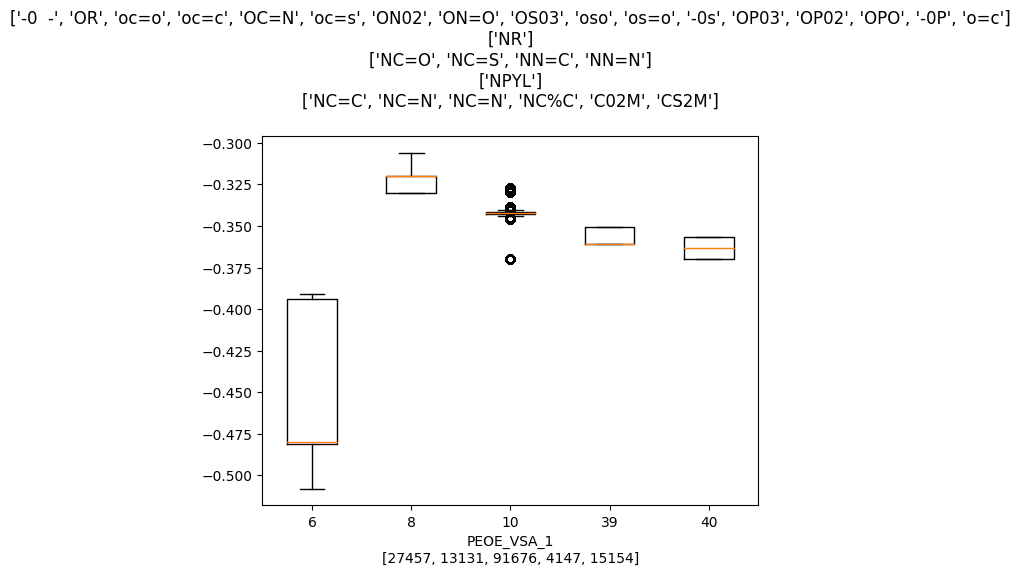 ['-0  -', 'OR', 'oc=o', 'oc=c', 'OC=N', 'oc=s', 'ON02', 'ON=O', 'OS03', 'oso', 'os=o', '-0s', 'OP03', 'OP02', 'OPO', '-0P', 'o=c']
['NR']
['NC=O', 'NC=S', 'NN=C', 'NN=N']
['NPYL']
['NC=C', 'NC=N', 'NC=N', 'NC%C', 'C02M', 'CS2M']
−0.300
−0.325
−0.350
−0.375
−0.400
−0.425
−0.450
−0.475
−0.500
6 8 10 39 40
PEOE_VSA_1
[27457, 13131, 91676, 4147, 15154]